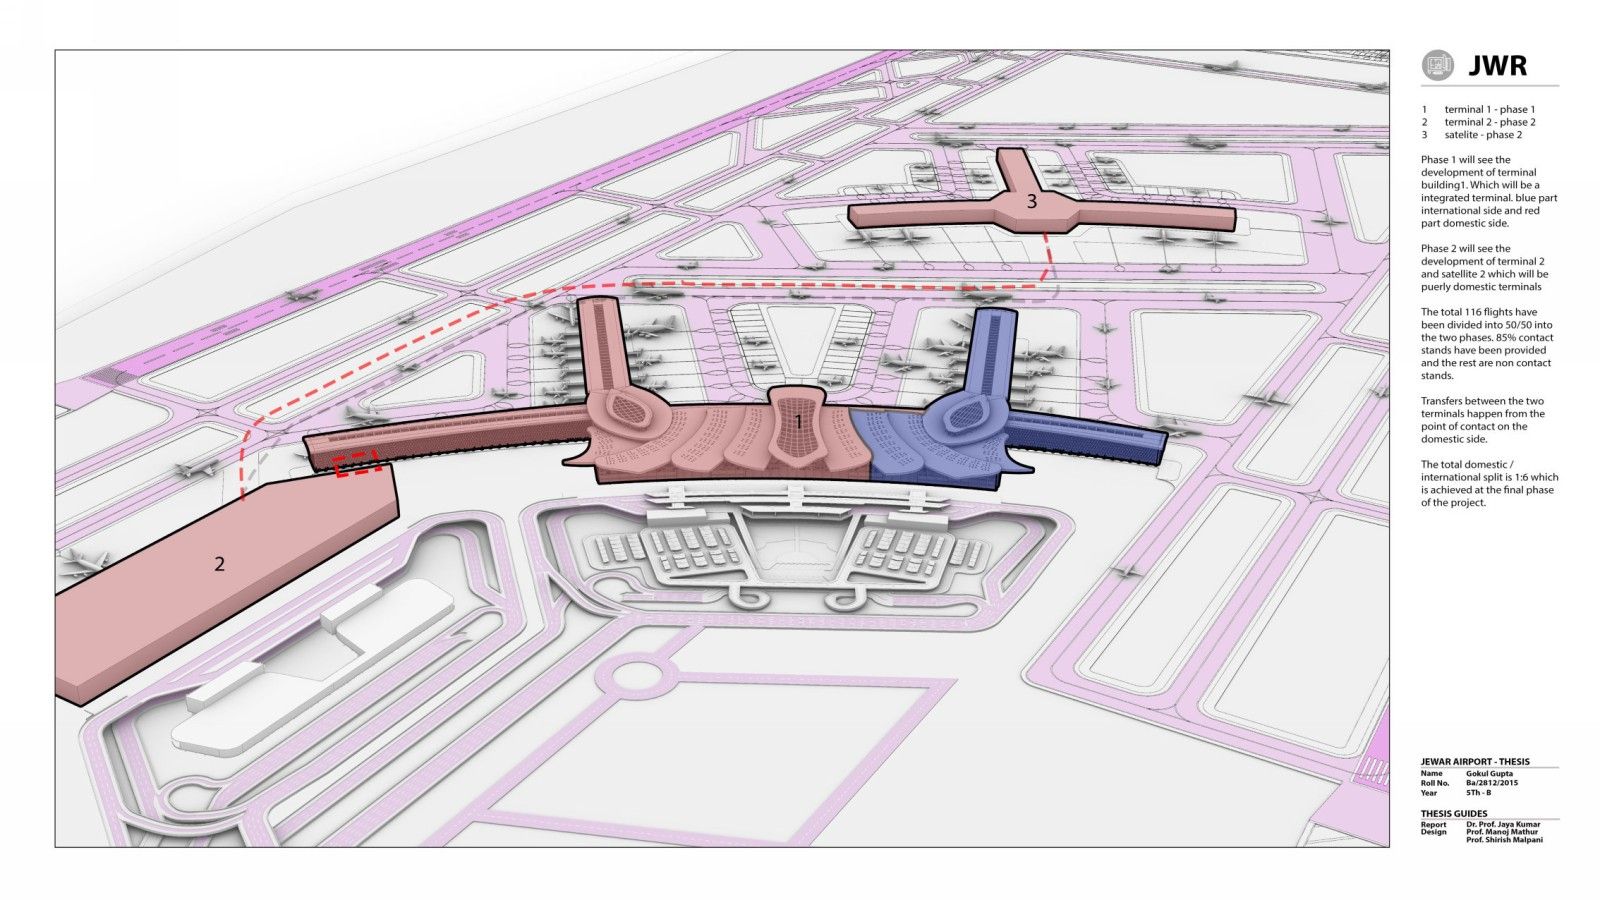 JWR
1 terminal 1 - phase 1
2 terminal 2 - phase 2
3 satelite - phase 2
Phase 1 will see the
development of terminal
building1. Which will be a
integrated terminal. blue part
international side and red
part domestic side.
Phase 2 will see the
development of terminal 2
and satellite 2 which will be
puerly domestic terminals
The total 116 flights have
been divided into 50/50 into
the two phases. 85% contact
stands have been provided
and the rest are non contact
stands.
Transfers between the two
terminals happen from the
point of contact on the
domestic side.
The total domestic /
international split is 1:6 which
is achieved at the final phase
of the project.
3
1
2
JEWAR AIRPORT - THESIS
Name Gokul Gupta
Roll No. Ba/2812/2015
Year 5Th - B
THESIS GUIDES
Report Dr. Prof. Jaya Kumar
Design Prof. Manoj Mathur
Prof. Shirish Malpani